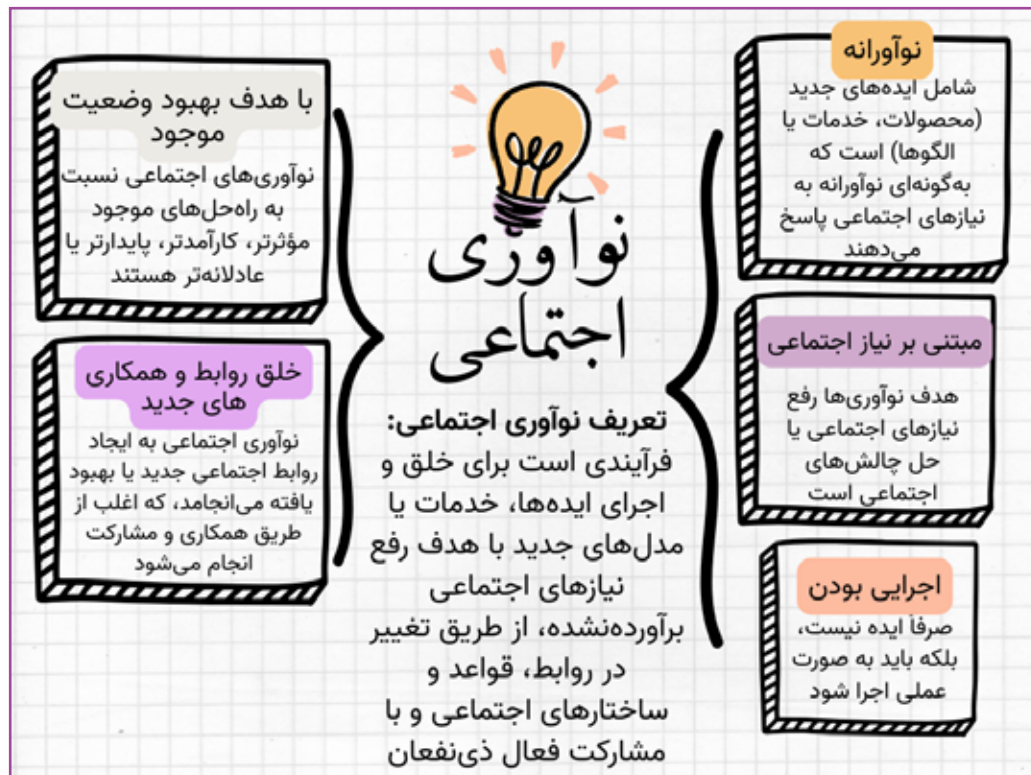 نوآوری
اجتماعی
تعریف نوآوری اجتماعی:
فرآیندی است برای خلق و
اجرای ایده‌ها، خدمات یا
مدل‌های جدید با هدف رفع
نیازهای اجتماعی
برآورده‌نشده، از طریق تغییر
در روابط، قواعد و
ساختارهای اجتماعی و با
مشارکت فعال ذی‌نفعان
نوآورانه
شامل ایده‌های جدید
(محصولات، خدمات یا
الگوها) است که
به‌گونه‌ای نوآورانه به
نیازهای اجتماعی پاسخ
می‌دهند
مبتنی بر نیاز اجتماعی
هدف نوآوری‌ها رفع
نیازهای اجتماعی یا
حل چالش‌های
اجتماعی است
اجرایی بودن
صرفاً ایده نیست،
بلکه باید به صورت
عملی اجرا شود
با هدف بهبود وضعیت
موجود
نوآوری‌های اجتماعی نسبت
به راه‌حل‌های موجود
مؤثرتر، کارآمدتر، پایدارتر یا
عادلانه‌تر هستند
خلق روابط و همکاری
های جدید
نوآوری اجتماعی به ایجاد
روابط اجتماعی جدید یا بهبود
یافته می‌انجامد، که اغلب از
طریق همکاری و مشارکت
انجام می‌شود